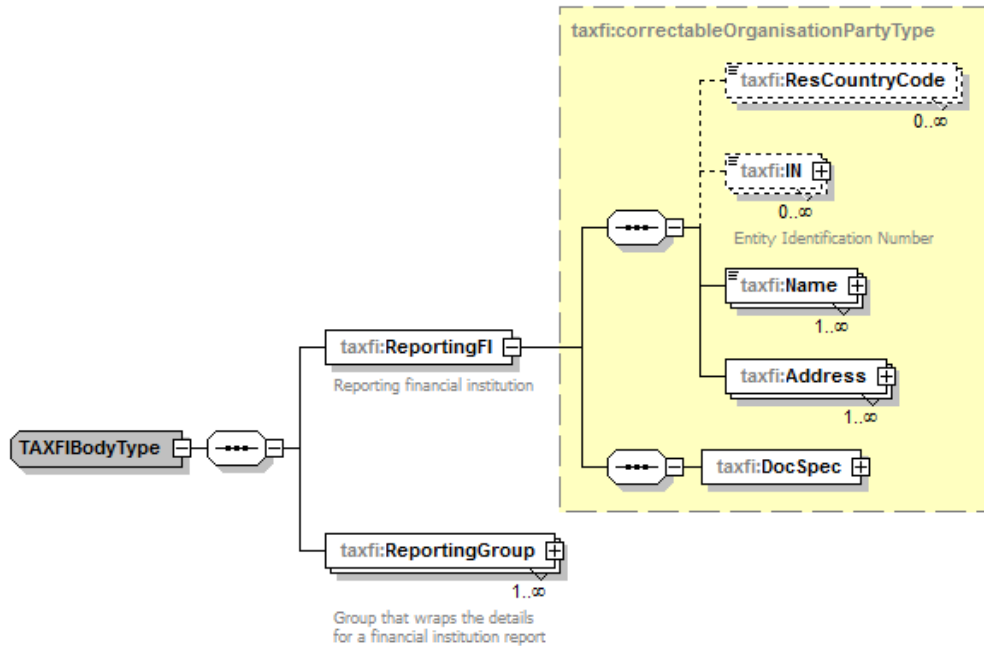 taxfi:correctableOrganisationPartyType
taxfi:ResCountryCode
0..∞
taxfi:IN
0..∞
Entity Identification Number
taxfi:Name
1..∞
taxfi:ReportingFI
Reporting financial institution
taxfi:Address
1..∞
TAXFIBodyType
taxfi:DocSpec
taxfi:ReportingGroup
1..∞
Group that wraps the details
for a financial institution report